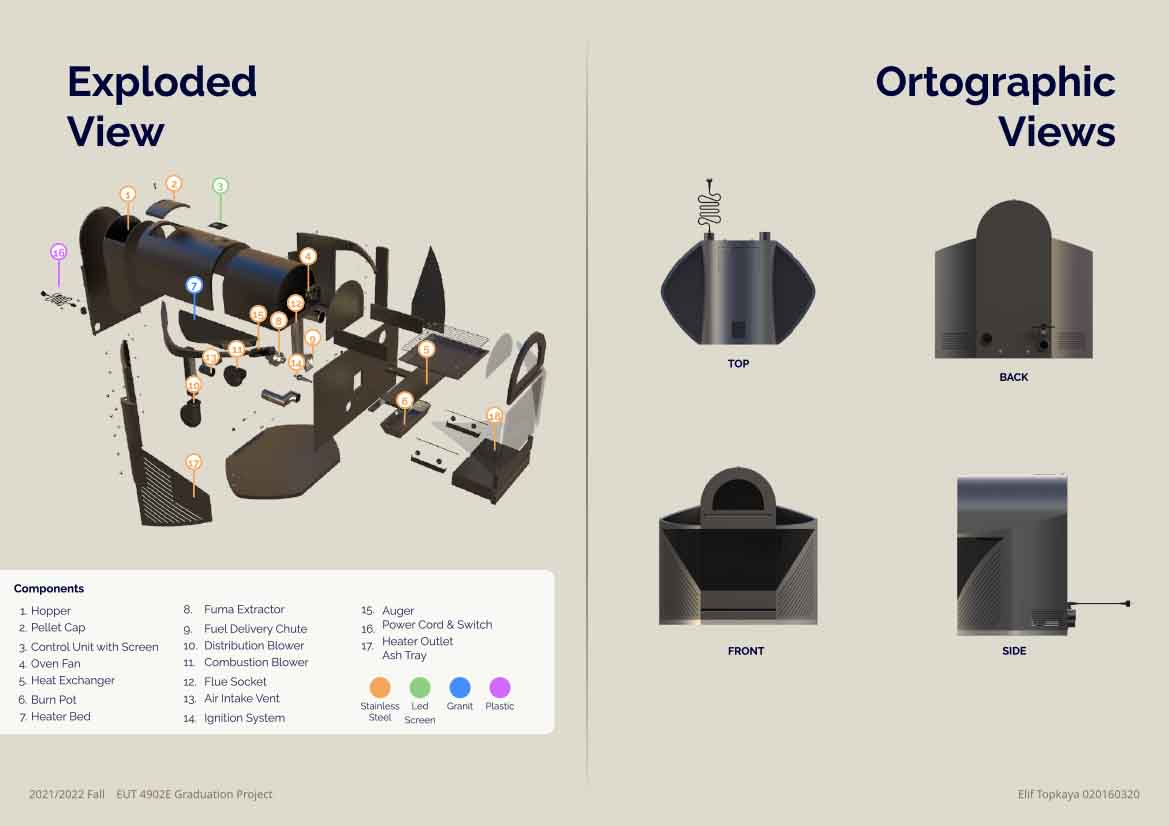 Exploded
View
Ortographic
Views
1
2
3
4
16
7
12
15
8
9
11
13
14
5
10
6
18
17
TOP
BACK
FRONT
SIDE
Components
1. Hopper
2. Pellet Cap
3. Control Unit with Screen
4. Oven Fan
5. Heat Exchanger
6. Burn Pot
7. Heater Bed
8. Fuma Extractor
9. Fuel Delivery Chute
10. Distribution Blower
11. Combustion Blower
12. Flue Socket
13. Air Intake Vent
14. Ignition System
15. Auger
16. Power Cord & Switch
17. Heater Outlet
Ash Tray
Stainless
Steel
Led
Screen
Granit
Plastic
2021/2022 Fall EUT 4902E Graduation Project
Elif Topkaya 020160320